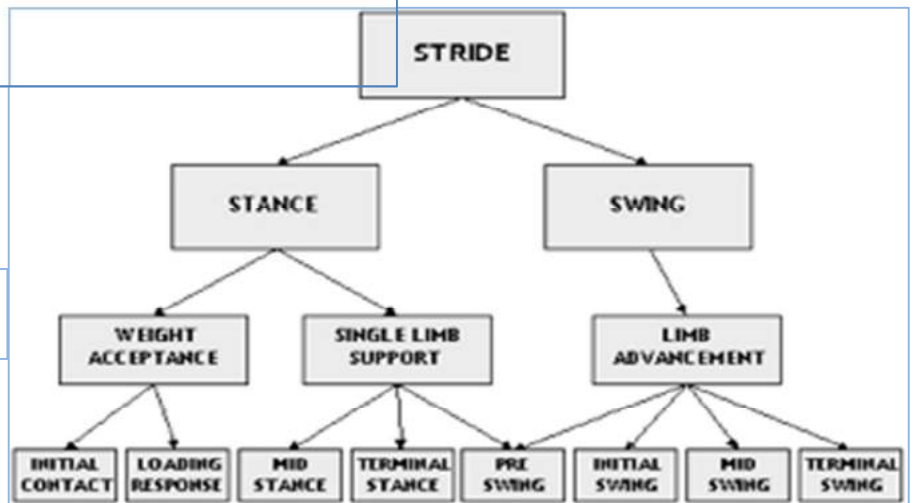 STRIDE
STANCE
SWING
WEIGHT
ACCEPTANCE
SINGLE LIMB
SUPPORT
LIMB
ADVANCEMENT
INITIAL
CONTACT
LOADING
RESPONSE
MID
STANCE
TERMINAL
STANCE
PRE
SWING
INITIAL
SWING
MID
SWING
TERMINAL
SWING